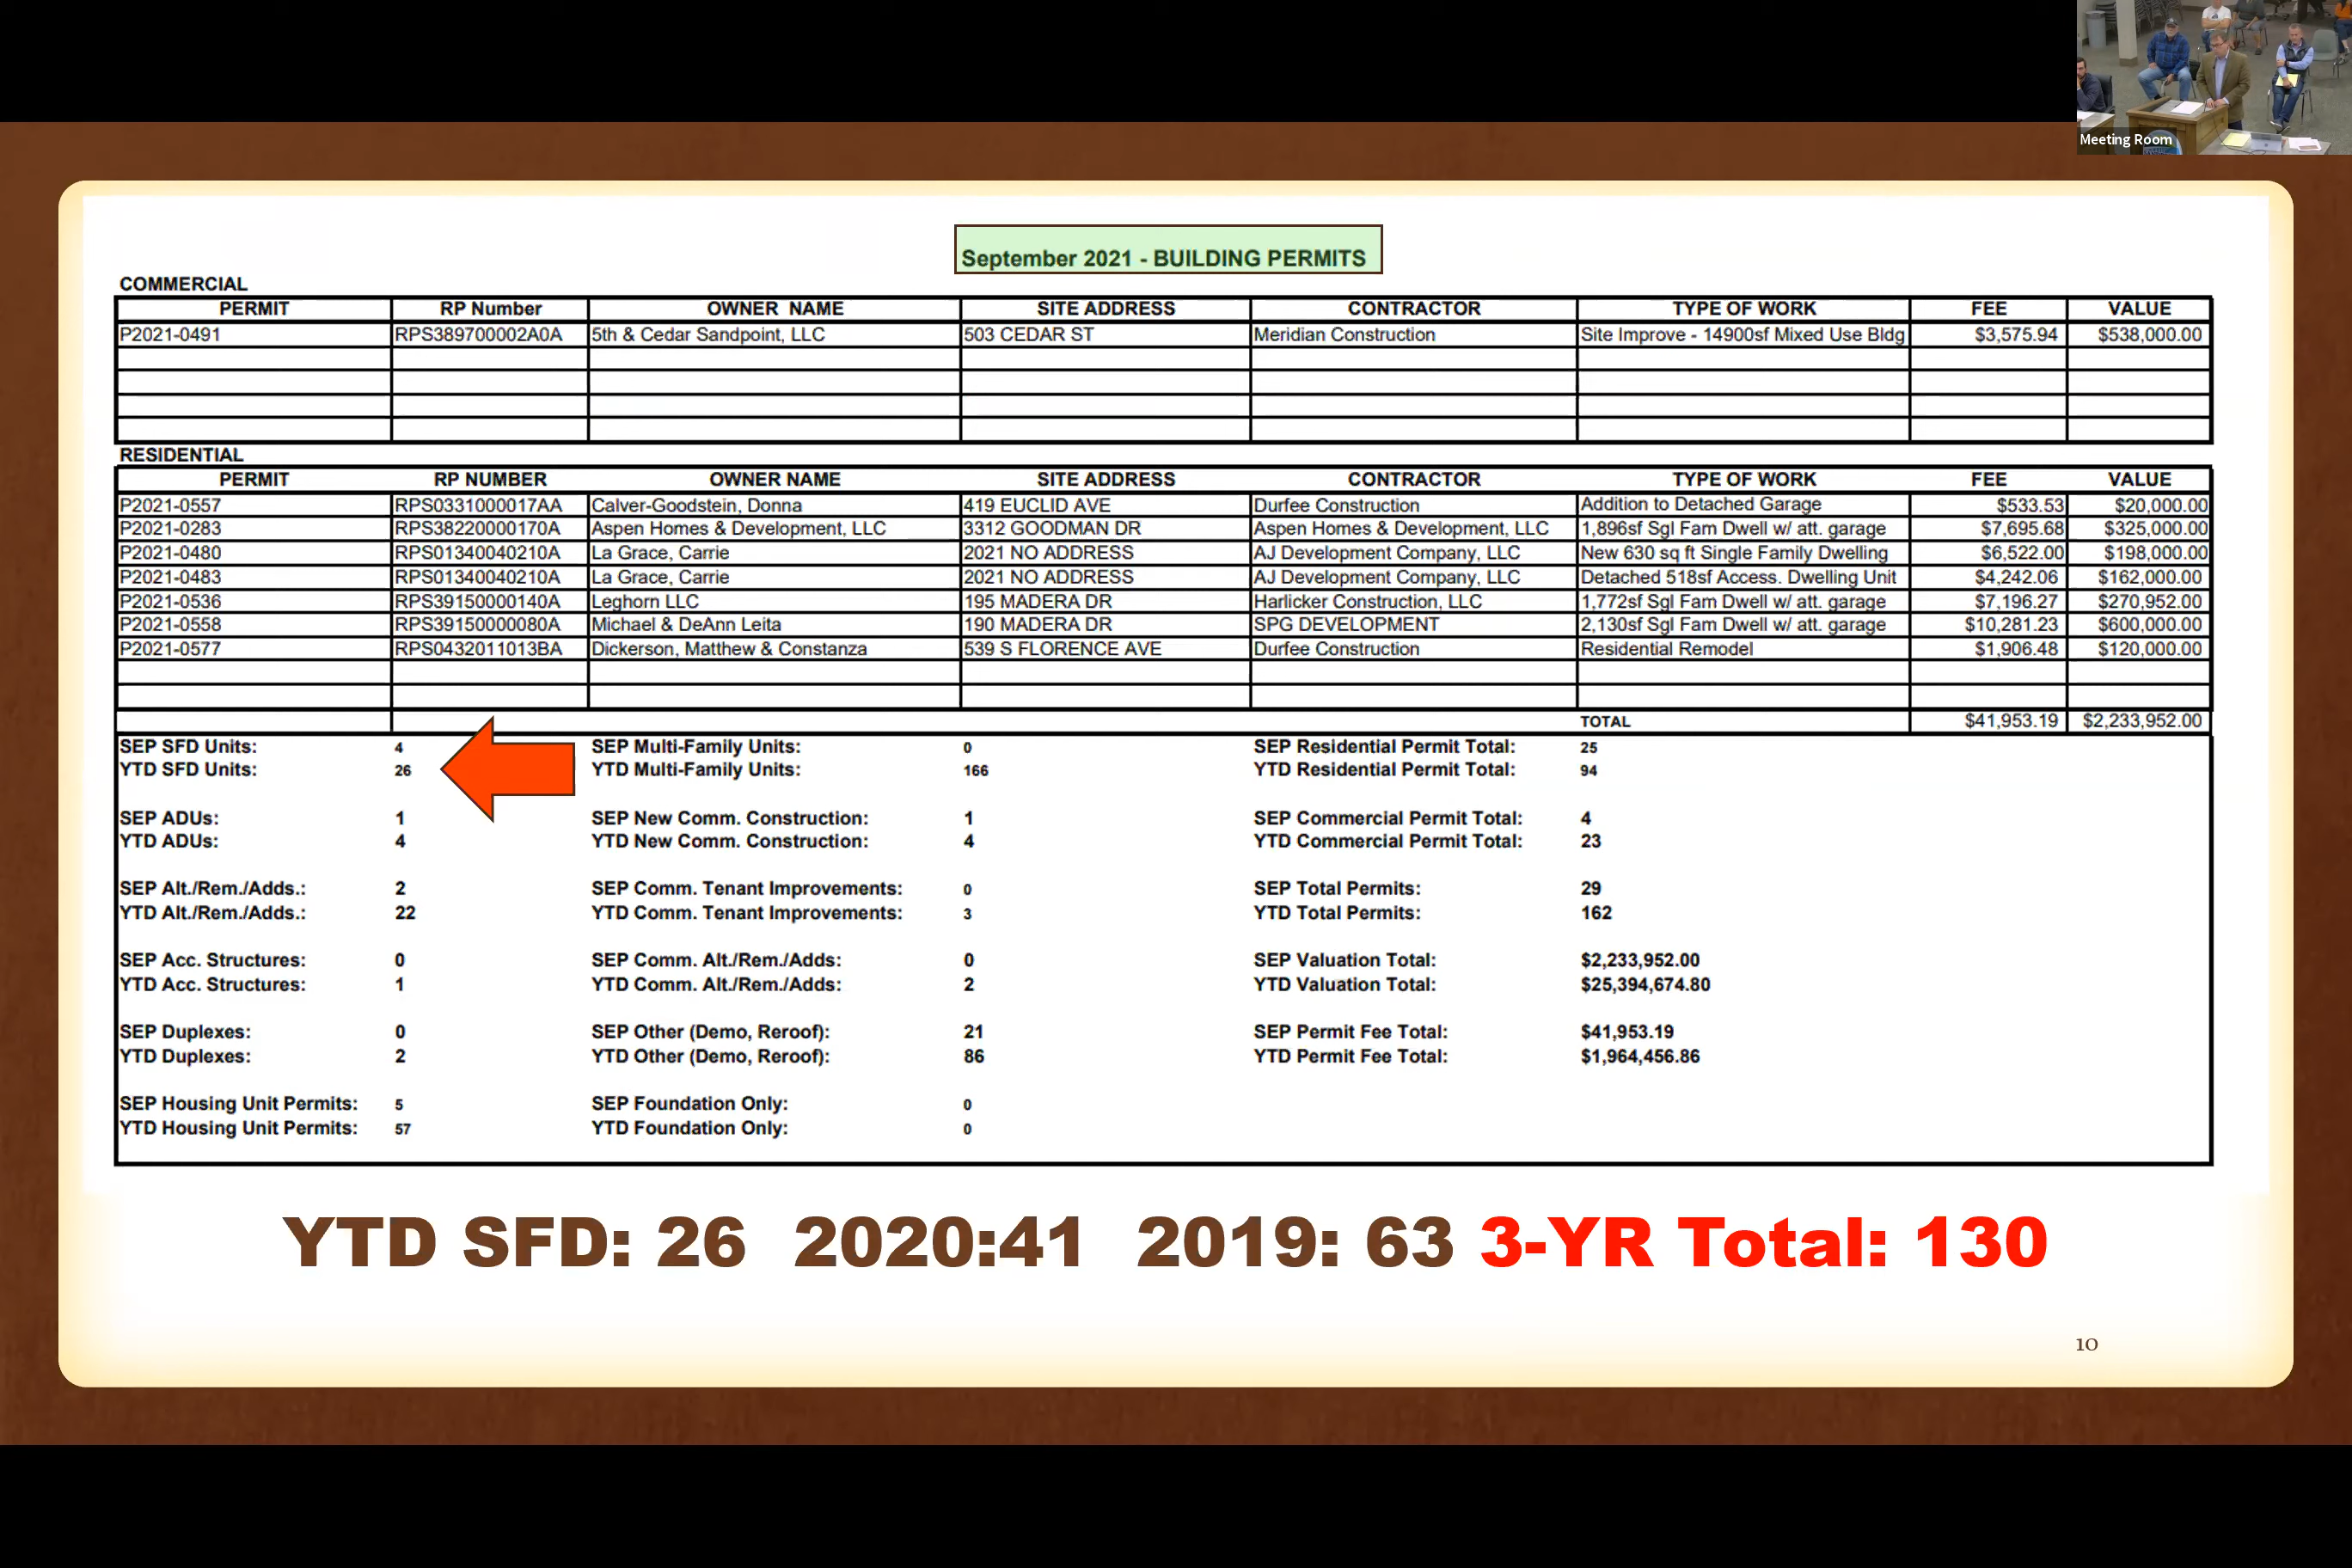 Meeting Room
September 2021 - BUILDING PERMITS
COMMERCIAL
PERMIT RP Number OWNER NAME SITE ADDRESS CONTRACTOR TYPE OF WORK FEE VALUE
P2021-0491 RPS389700002A0A 5th & Cedar Sandpoint, LLC 503 CEDAR ST Meridian Construction Site Improve - 14900sf Mixed Use Bldg $3,575.94 $538,000.00
RESIDENTIAL
PERMIT RP NUMBER OWNER NAME SITE ADDRESS CONTRACTOR TYPE OF WORK FEE VALUE
P2021-0557 RPS0331000017AA Calver-Goodstein, Donna 419 EUCLID AVE Durfee Construction Addition to Detached Garage $533.53 $20,000.00
P2021-0283 RPS38220000170A Aspen Homes & Development, LLC 3312 GOODMAN DR Aspen Homes & Development, LLC 1,896sf Sgl Fam Dwell w/ att. garage $7,695.68 $325,000.00
P2021-0480 RPS01340040210A La Grace, Carrie 2021 NO ADDRESS AJ Development Company, LLC New 630 sq ft Single Family Dwelling $6,522.00 $198,000.00
P2021-0483 RPS01340040210A La Grace, Carrie 2021 NO ADDRESS AJ Development Company, LLC Detached 518sf Access. Dwelling Unit $4,242.06 $162,000.00
P2021-0536 RPS39150000140A Leghorn LLC 195 MADERA DR Harlicker Construction, LLC 1,772sf Sgl Fam Dwell w/ att. garage $7,196.27 $270,952.00
P2021-0558 RPS39150000080A Michael & DeAnn Leita 190 MADERA DR SPG DEVELOPMENT 2,130sf Sgl Fam Dwell w/ att. garage $10,281.23 $600,000.00
P2021-0577 RPS0432011013BA Dickerson, Matthew & Constanza 539 S FLORENCE AVE Durfee Construction Residential Remodel $1,906.48 $120,000.00
TOTAL $41,953.19 $2,233,952.00
SEP SFD Units: 4 SEP Multi-Family Units: 0 SEP Residential Permit Total: 25
YTD SFD Units: 26 YTD Multi-Family Units: 166 YTD Residential Permit Total: 94
SEP ADUs: 1 SEP New Comm. Construction: 1 SEP Commercial Permit Total: 4
YTD ADUs: 4 YTD New Comm. Construction: 4 YTD Commercial Permit Total: 23
SEP Alt./Rem./Adds.: 2 SEP Comm. Tenant Improvements: 0 SEP Total Permits: 29
YTD Alt./Rem./Adds.: 22 YTD Comm. Tenant Improvements: 3 YTD Total Permits: 162
SEP Acc. Structures: 0 SEP Comm. Alt./Rem./Adds: 0 SEP Valuation Total: $2,233,952.00
YTD Acc. Structures: 1 YTD Comm. Alt./Rem./Adds: 2 YTD Valuation Total: $25,394,674.80
SEP Duplexes: 0 SEP Other (Demo, Reroof): 21 SEP Permit Fee Total: $41,953.19
YTD Duplexes: 2 YTD Other (Demo, Reroof): 86 YTD Permit Fee Total: $1,964,456.86
SEP Housing Unit Permits: 5 SEP Foundation Only: 0
YTD Housing Unit Permits: 57 YTD Foundation Only: 0
YTD SFD: 26 2020:41 2019: 63 3-YR Total: 130
10